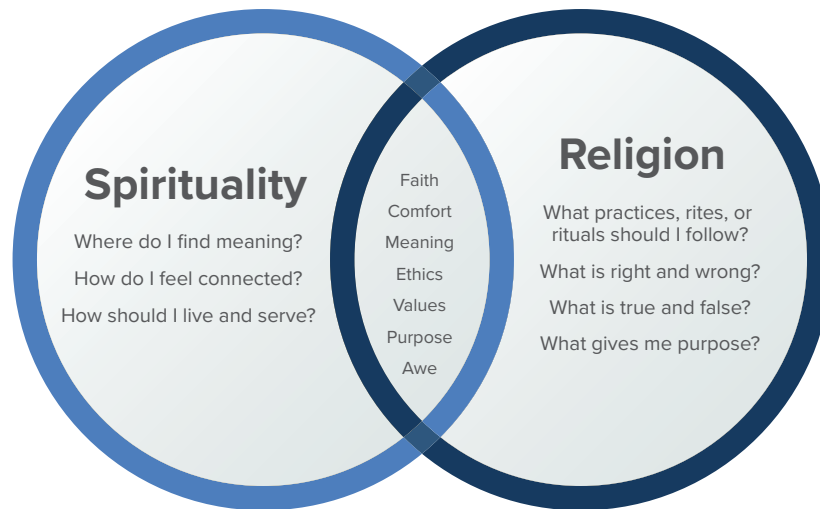 Spirituality
Where do I find meaning?
How do I feel connected?
How should I live and serve?
Faith
Comfort
Meaning
Ethics
Values
Purpose
Awe
Religion
What practices, rites, or
rituals should I follow?
What is right and wrong?
What is true and false?
What gives me purpose?